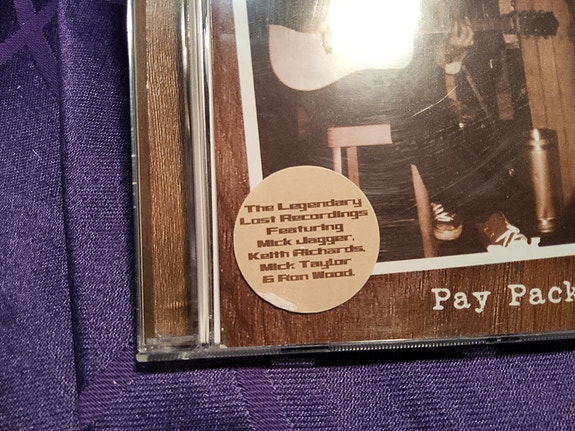 The Legendary
Lost Recordings
Featuring
Mick Jagger,
Keith Richards,
Mick Taylor
& Ron Wood.
Pay Pack